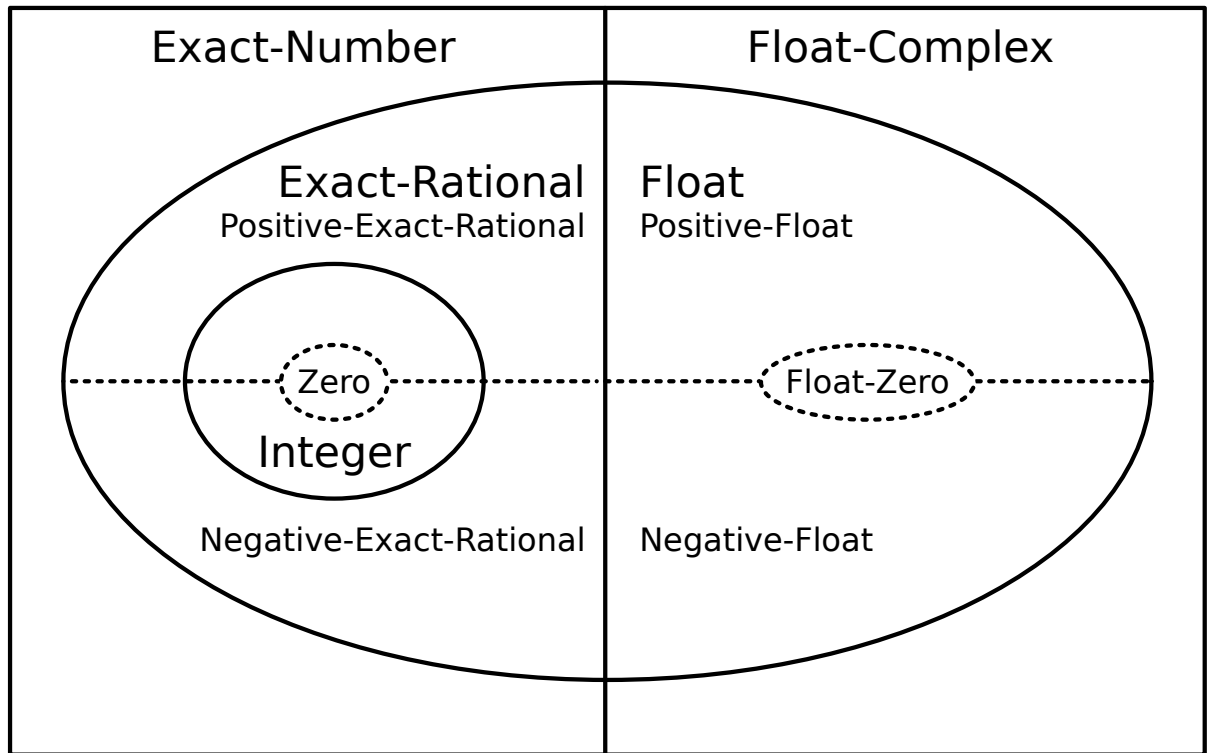 Exact-Number
Float-Complex
Exact-Rational
Float
Positive-Exact-Rational
Positive-Float
Zero
Float-Zero
Integer
Negative-Exact-Rational
Negative-Float